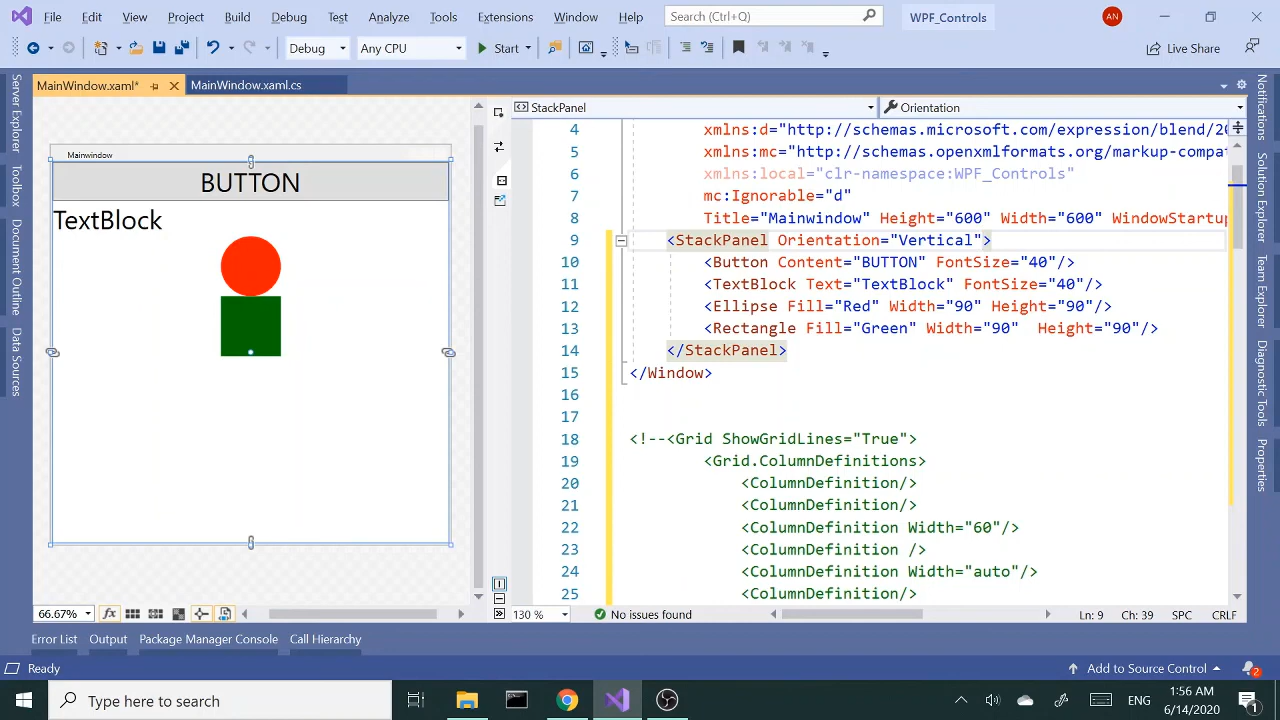 File Edit View Project Build Debug Test Analyze Tools Extensions Window Help Search (Ctrl+Q) WPF_Controls AN
Debug Any CPU Start Live Share
MainWindow.xaml* MainWindow.xaml.cs
StackPanel Orientation
Server Explorer
Toolbox
Document Outline
Data Sources
Mainwindow
BUTTON
TextBlock
4 xmlns:d="http://schemas.microsoft.com/expression/blend/20
5 xmlns:mc="http://schemas.openxmlformats.org/markup-compat
6 xmlns:local="clr-namespace:WPF_Controls"
7 mc:Ignorable="d"
8 Title="Mainwindow" Height="600" Width="600" WindowStartup
9 <StackPanel Orientation="Vertical">
10 <Button Content="BUTTON" FontSize="40"/>
11 <TextBlock Text="TextBlock" FontSize="40"/>
12 <Ellipse Fill="Red" Width="90" Height="90"/>
13 <Rectangle Fill="Green" Width="90" Height="90"/>
14 </StackPanel>
15 </Window>
16
17
18 <!--<Grid ShowGridLines="True">
19 <Grid.ColumnDefinitions>
20 <ColumnDefinition/>
21 <ColumnDefinition/>
22 <ColumnDefinition Width="60"/>
23 <ColumnDefinition />
24 <ColumnDefinition Width="auto"/>
25 <ColumnDefinition/>
Notifications
Solution Explorer
Team Explorer
Diagnostic Tools
Properties
66.67% fx 130 % No issues found Ln: 9 Ch: 39 SPC CRLF
Error List Output Package Manager Console Call Hierarchy
Ready Add to Source Control 2
Type here to search ENG 1:56 AM
6/14/2020 1